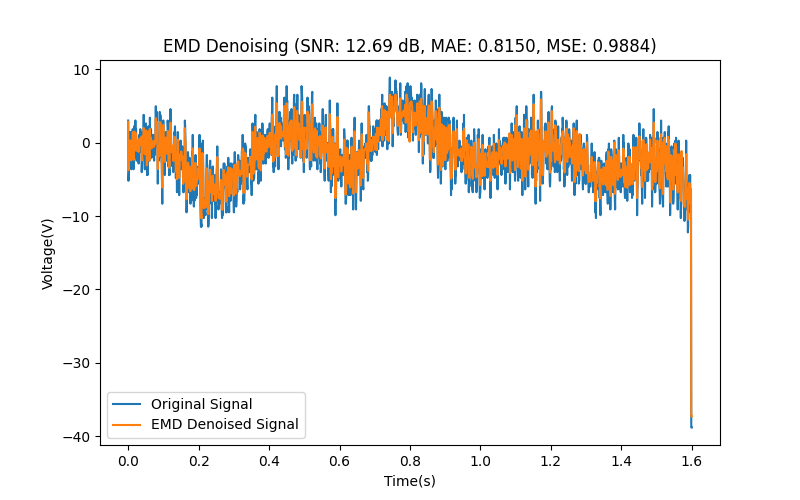 EMD Denoising (SNR: 12.69 dB, MAE: 0.8150, MSE: 0.9884)
10
0
−10
−20
−30
−40
Voltage(V)
Original Signal
EMD Denoised Signal
0.0 0.2 0.4 0.6 0.8 1.0 1.2 1.4 1.6
Time(s)